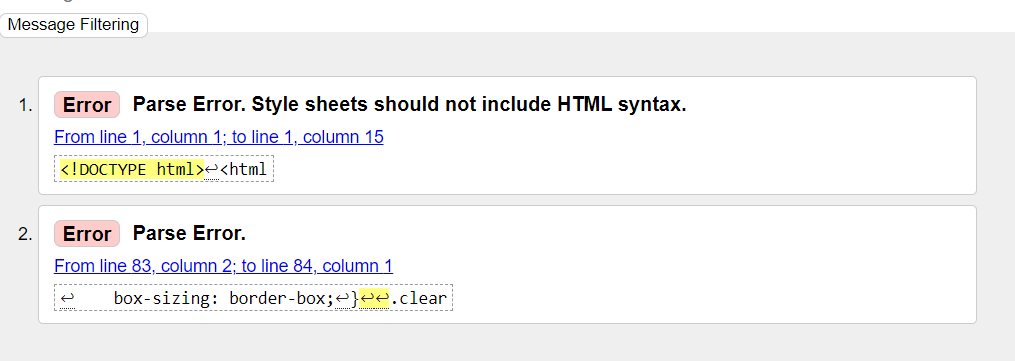 Message Filtering
1. Error Parse Error. Style sheets should not include HTML syntax.
From line 1, column 1; to line 1, column 15
<!DOCTYPE html>↩<html
2. Error Parse Error.
From line 83, column 2; to line 84, column 1
↩    box-sizing: border-box;↩}↩↩.clear